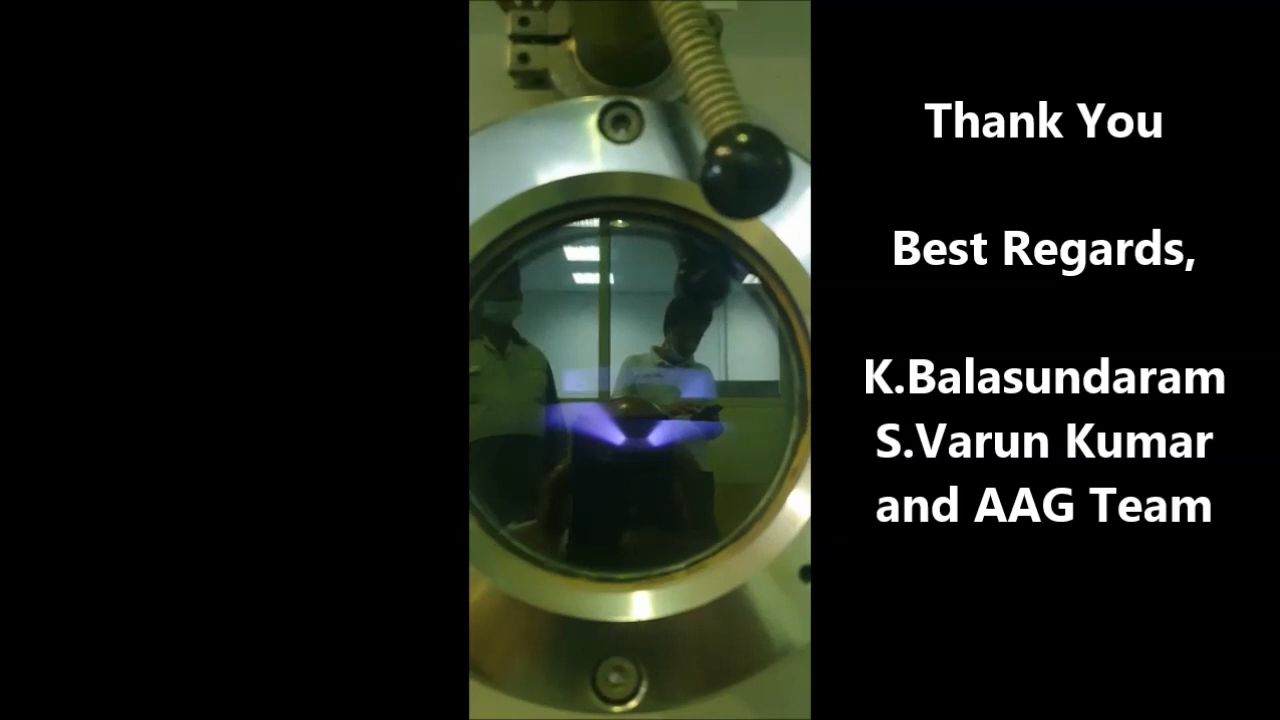 Thank You
Best Regards,
K.Balasundaram
S.Varun Kumar
and AAG Team